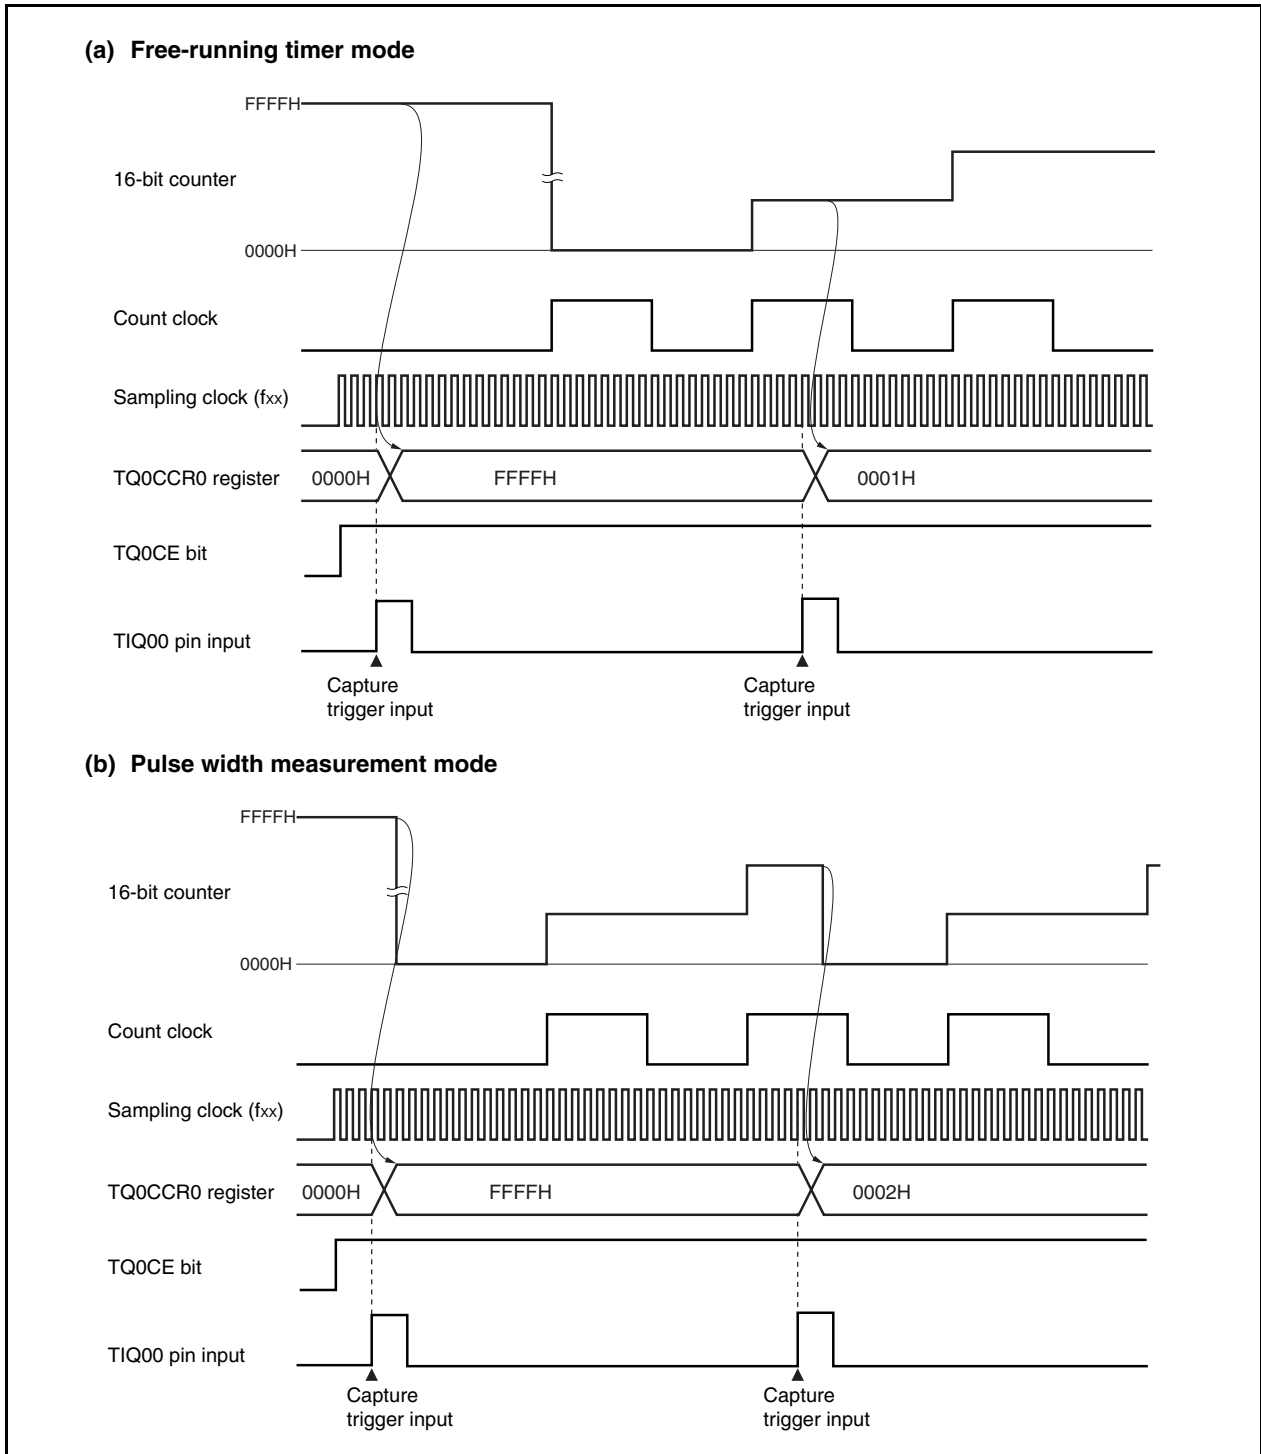 (a) Free-running timer mode
FFFFH
16-bit counter
0000H
Count clock
Sampling clock (fxx)
TQ0CCR0 register
0000H
FFFFH
0001H
TQ0CE bit
TIQ00 pin input
Capture
trigger input
Capture
trigger input
(b) Pulse width measurement mode
FFFFH
16-bit counter
0000H
Count clock
Sampling clock (fxx)
TQ0CCR0 register
0000H
FFFFH
0002H
TQ0CE bit
TIQ00 pin input
Capture
trigger input
Capture
trigger input